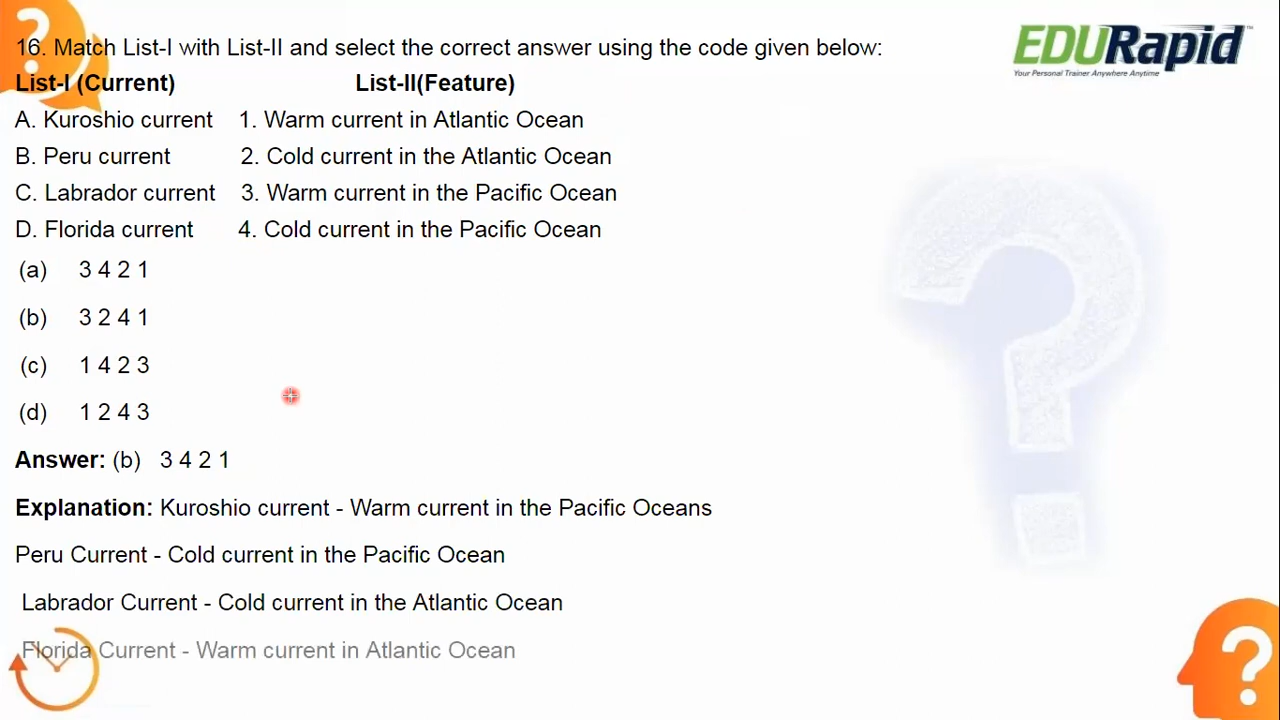 16. Match List-I with List-II and select the correct answer using the code given below:
EDURapid™
Your Personal Trainer Anywhere Anytime
List-I (Current) List-II(Feature)
A. Kuroshio current 1. Warm current in Atlantic Ocean
B. Peru current 2. Cold current in the Atlantic Ocean
C. Labrador current 3. Warm current in the Pacific Ocean
D. Florida current 4. Cold current in the Pacific Ocean
(a) 3 4 2 1
(b) 3 2 4 1
(c) 1 4 2 3
(d) 1 2 4 3
Answer: (b) 3 4 2 1
Explanation: Kuroshio current - Warm current in the Pacific Oceans
Peru Current - Cold current in the Pacific Ocean
Labrador Current - Cold current in the Atlantic Ocean
Florida Current - Warm current in Atlantic Ocean